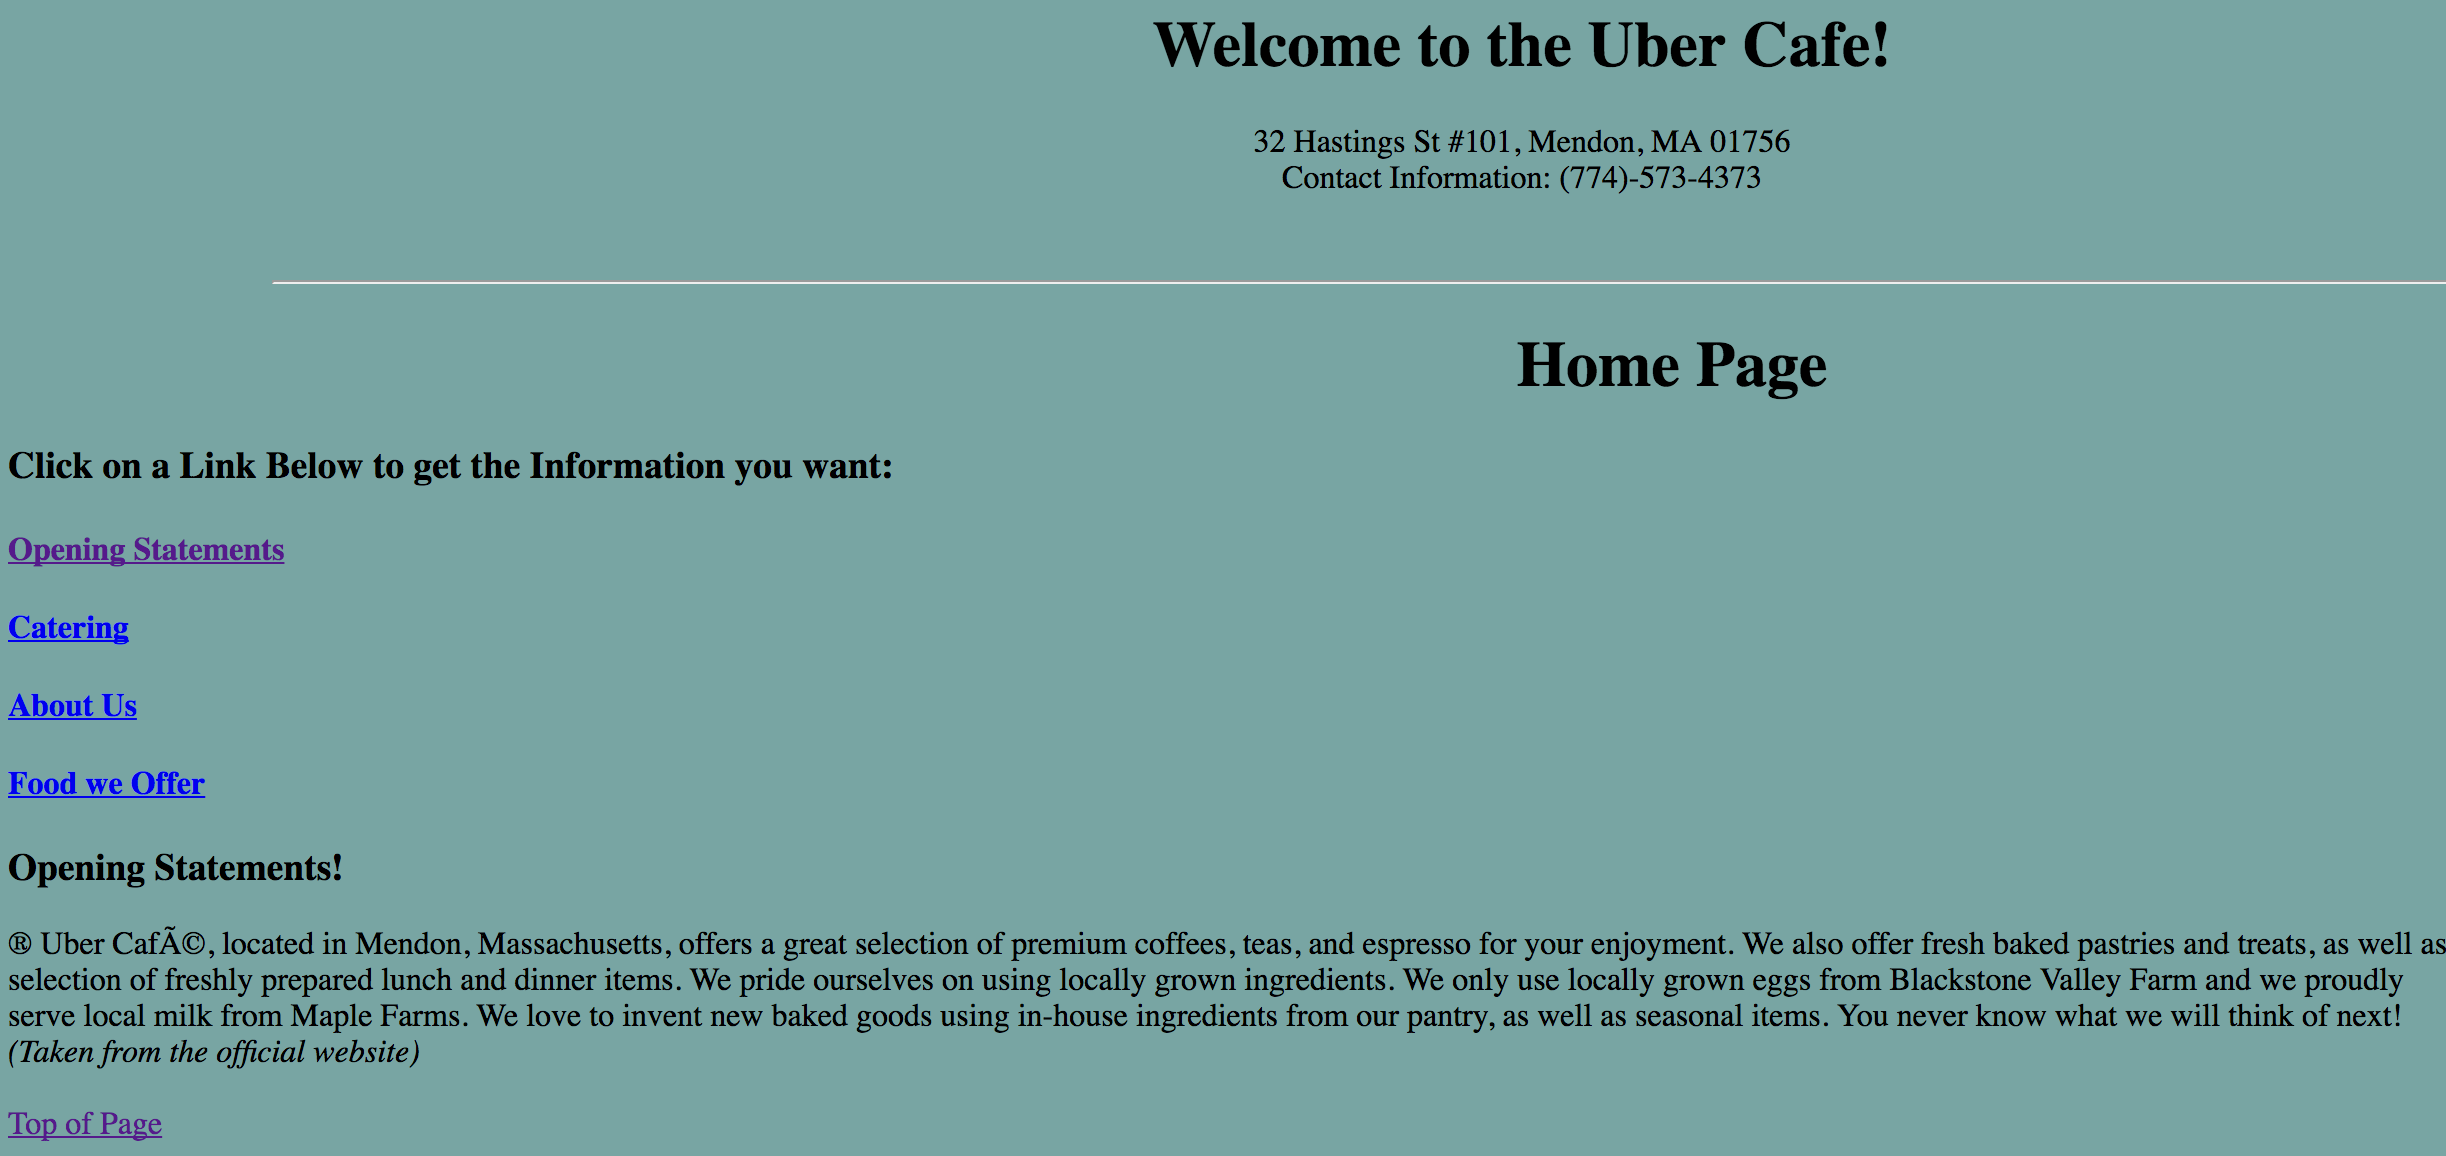 Welcome to the Uber Cafe!
32 Hastings St #101, Mendon, MA 01756
Contact Information: (774)-573-4373
Home Page
Click on a Link Below to get the Information you want:
Opening Statements
Catering
About Us
Food we Offer
Opening Statements!
® Uber CafÃ©, located in Mendon, Massachusetts, offers a great selection of premium coffees, teas, and espresso for your enjoyment. We also offer fresh baked pastries and treats, as well as
selection of freshly prepared lunch and dinner items. We pride ourselves on using locally grown ingredients. We only use locally grown eggs from Blackstone Valley Farm and we proudly
serve local milk from Maple Farms. We love to invent new baked goods using in-house ingredients from our pantry, as well as seasonal items. You never know what we will think of next!
(Taken from the official website)
Top of Page